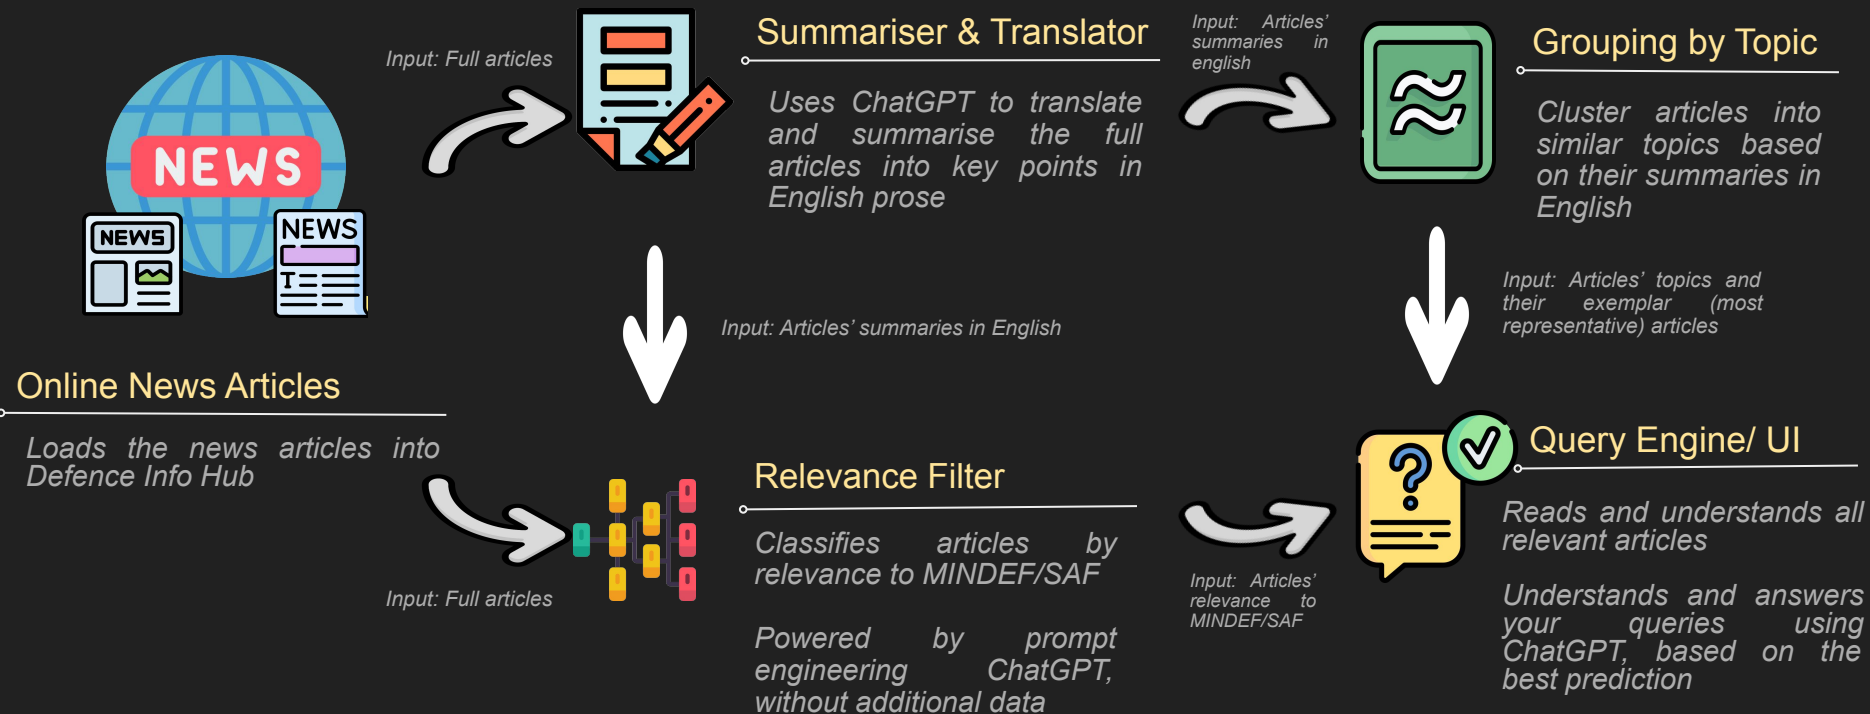 NEWS
NEWS
NEWS
T
Online News Articles
Loads the news articles into
Defence Info Hub
Input: Full articles
Summariser & Translator
Uses ChatGPT to translate
and summarise the full
articles into key points in
English prose
Input: Articles’
summaries in
english
Grouping by Topic
Cluster articles into
similar topics based
on their summaries in
English
Input: Articles’ summaries in English
Input: Articles’ topics and
their exemplar (most
representative) articles
Input: Full articles
Relevance Filter
Classifies articles by
relevance to MINDEF/SAF
Powered by prompt
engineering ChatGPT,
without additional data
Input: Articles’
relevance to
MINDEF/SAF
?
Query Engine/ UI
Reads and understands all
relevant articles
Understands and answers
your queries using
ChatGPT, based on the
best prediction